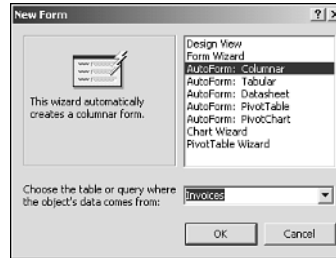 New Form
Design View
Form Wizard
AutoForm: Columnar
AutoForm: Tabular
AutoForm: Datasheet
AutoForm: PivotTable
AutoForm: PivotChart
Chart Wizard
PivotTable Wizard
This wizard automatically
creates a columnar form.
Choose the table or query where
the object's data comes from:
Invoices
OK
Cancel